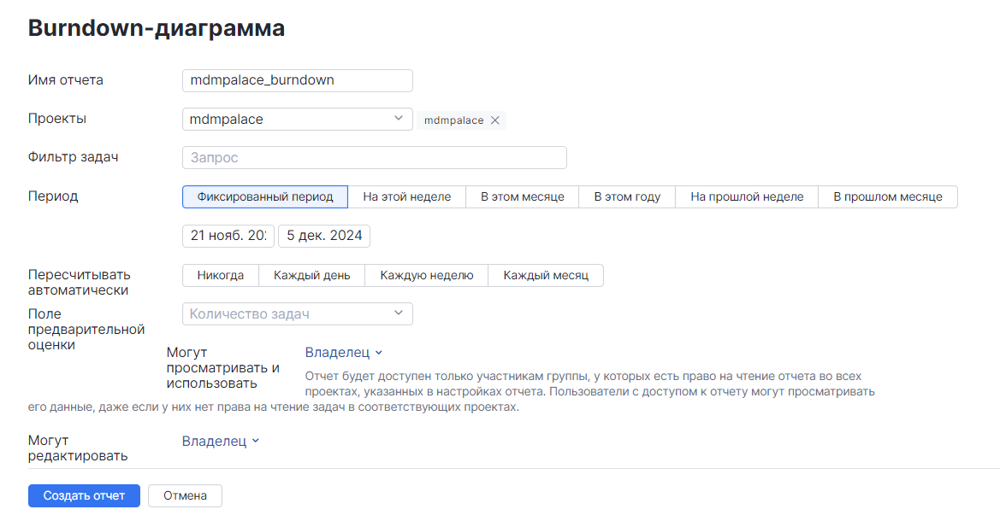 Burndown-диаграмма
Имя отчета
mdmpalace_burndown
Проекты
mdmpalace
mdmpalace
Фильтр задач
Запрос
Период
Фиксированный период
На этой неделе
В этом месяце
В этом году
На прошлой неделе
В прошлом месяце
21 нояб. 202
5 дек. 2024
Пересчитывать
автоматически
Никогда
Каждый день
Каждую неделю
Каждый месяц
Поле
предварительной
оценки
Количество задач
Могут
просматривать и
использовать
Владелец
Отчет будет доступен только участникам группы, у которых есть право на чтение отчета во всех
проектах, указанных в настройках отчета. Пользователи с доступом к отчету могут просматривать
его данные, даже если у них нет права на чтение задач в соответствующих проектах.
Могут
редактировать
Владелец
Создать отчет
Отмена